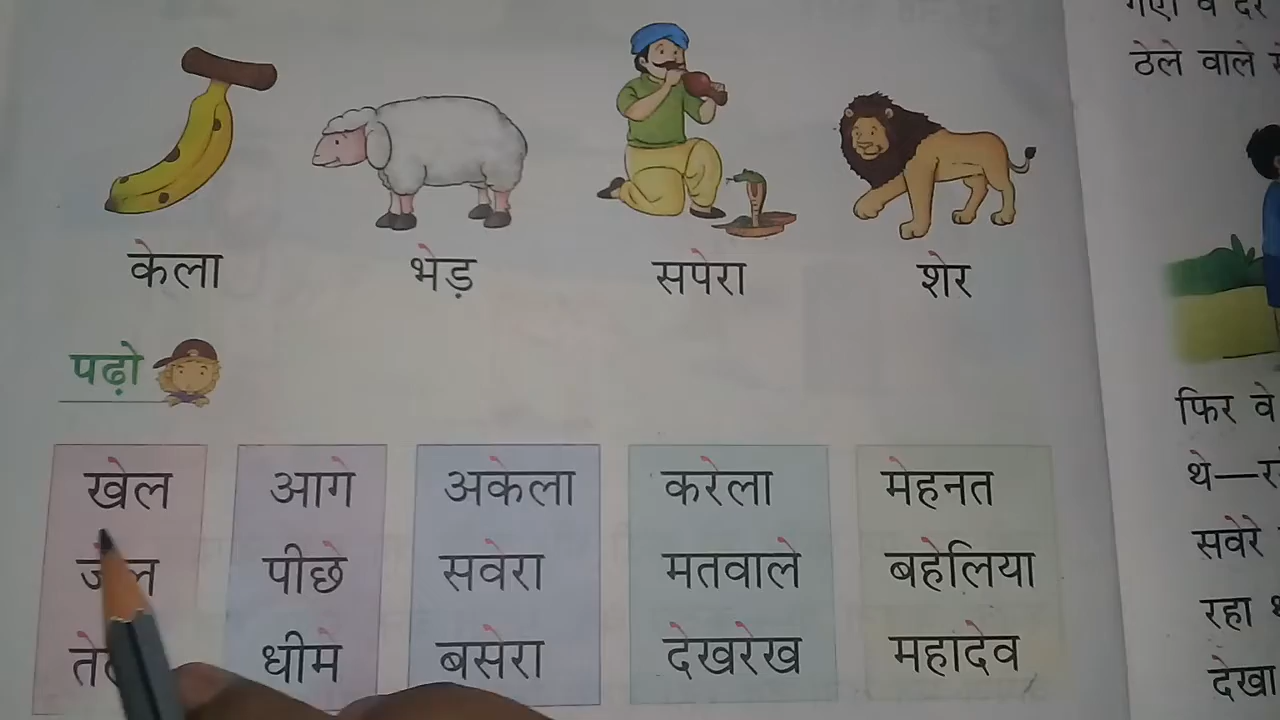 केला भेड़ सपेरा शेर
पढ़ो
खेल आगे अकेला करेला मेहनत
पीछे सवेरा मतवाले बहेलिया
धीमे बसेरा देखरेख महादेव
ठेले वाले
फिर वे
थे—
सवेरे
रहा
देखा